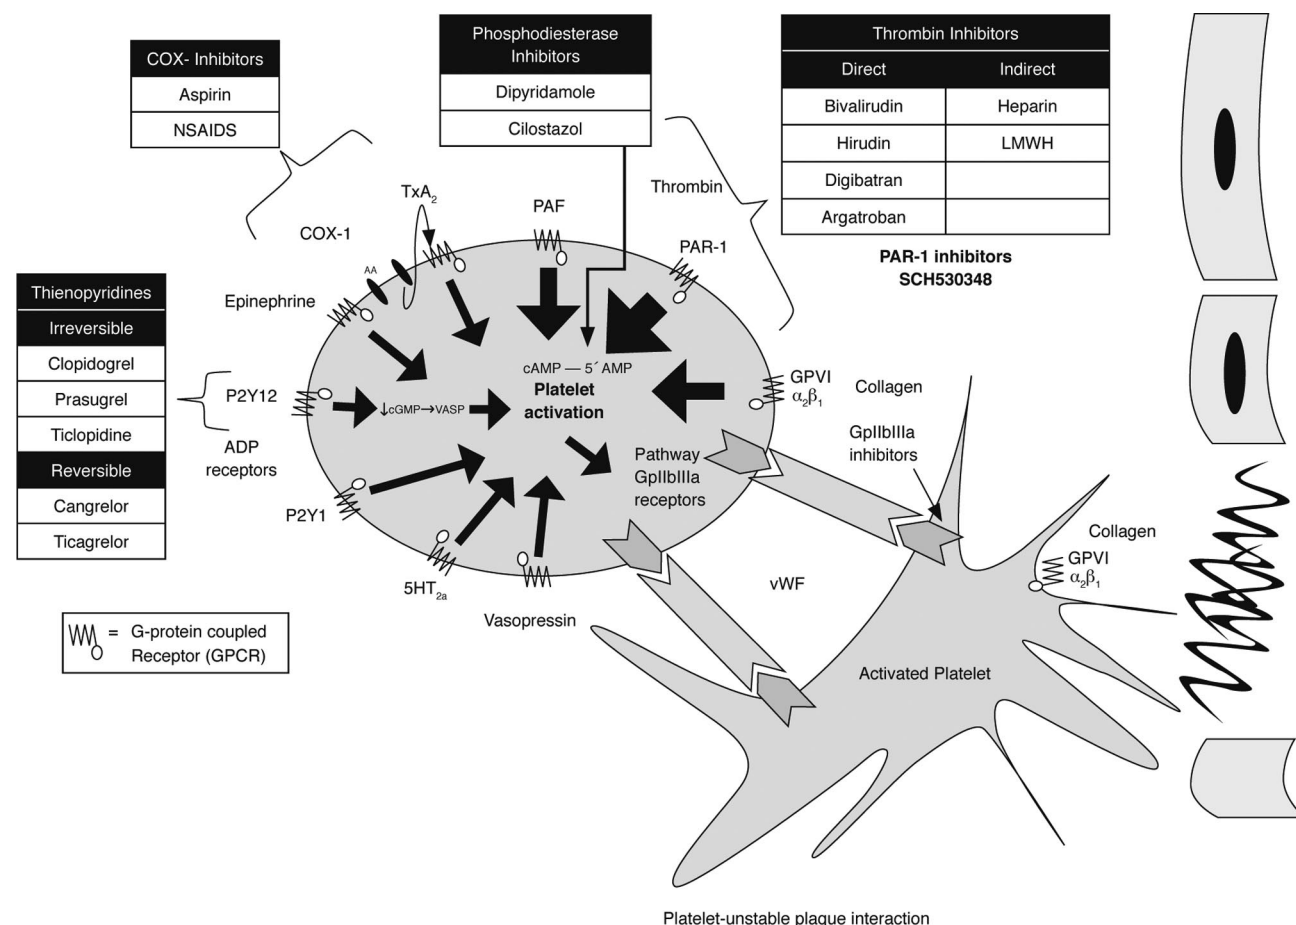 COX- Inhibitors
Aspirin
NSAIDS
Phosphodiesterase
Inhibitors
Dipyridamole
Cilostazol
Thrombin Inhibitors
Direct Indirect
Bivalirudin Heparin
Hirudin LMWH
Digibatran
Argatroban
PAR-1 inhibitors
SCH530348
Thrombin
TxA2
PAF
COX-1
PAR-1
AA
Epinephrine
Thienopyridines
Irreversible
Clopidogrel
Prasugrel
Ticlopidine
Reversible
Cangrelor
Ticagrelor
P2Y12
ADP
receptors
↓cGMP→VASP
cAMP — 5´ AMP
Platelet
activation
GPVI
α2β1
Collagen
GpIIbIIIa
inhibitors
Pathway
GpIIbIIIa
receptors
P2Y1
5HT2a
Vasopressin
vWF
Collagen
GPVI
α2β1
Activated Platelet
= G-protein coupled
Receptor (GPCR)
Platelet-unstable plaque interaction